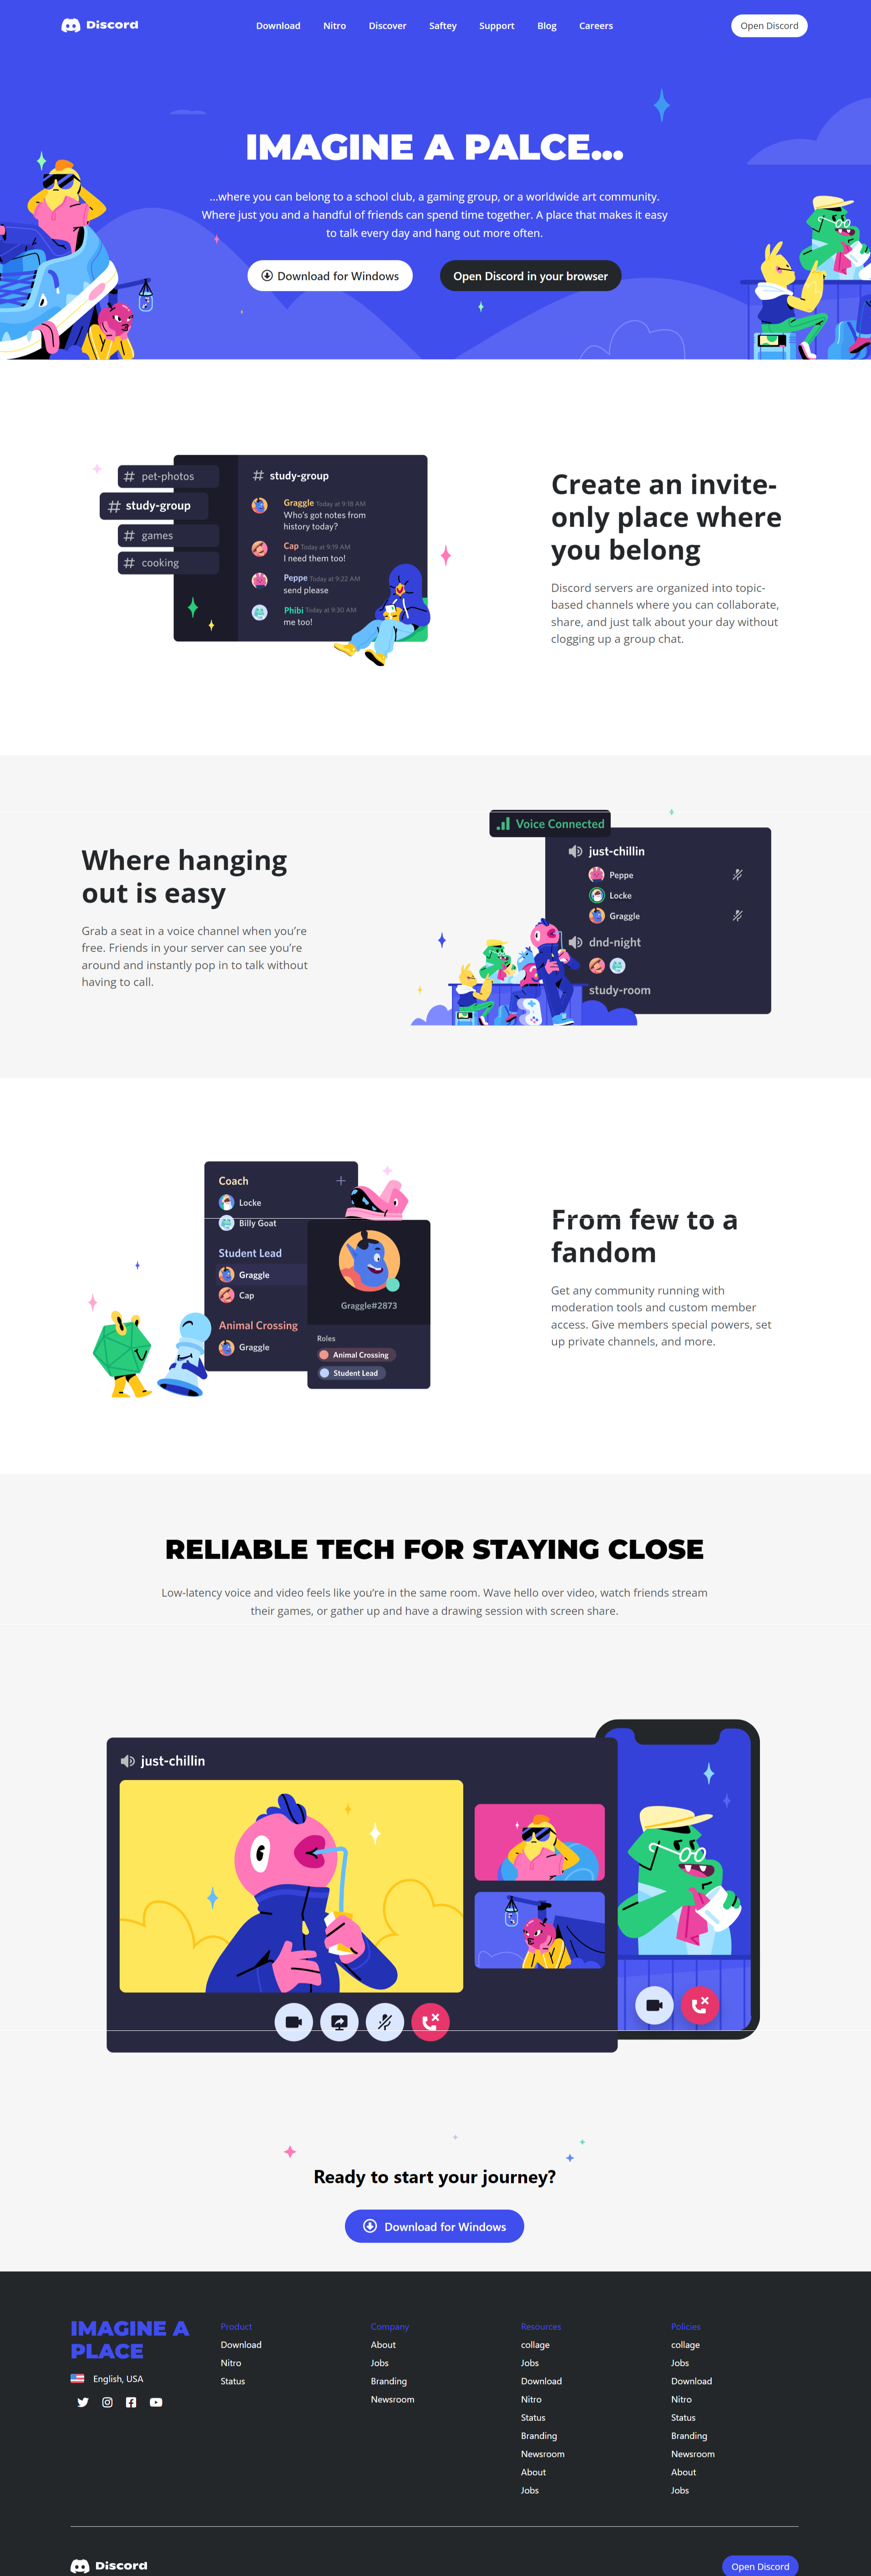 Discord
Download Nitro Discover Saftey Support Blog Careers
Open Discord
IMAGINE A PALCE...
...where you can belong to a school club, a gaming group, or a worldwide art community.
Where just you and a handful of friends can spend time together. A place that makes it easy
to talk every day and hang out more often.
Download for Windows
Open Discord in your browser
# pet-photos
# study-group
# games
# cooking
# study-group
Graggle Today at 9:18 AM
Who's got notes from
history today?
Cap Today at 9:19 AM
I need them too!
Peppe Today at 9:22 AM
send please
Phibi Today at 9:30 AM
me too!
Create an invite-
only place where
you belong
Discord servers are organized into topic-
based channels where you can collaborate,
share, and just talk about your day without
clogging up a group chat.
Where hanging
out is easy
Grab a seat in a voice channel when you're
free. Friends in your server can see you're
around and instantly pop in to talk without
having to call.
Voice Connected
just-chillin
Peppe
Locke
Graggle
dnd-night
study-room
Coach
Locke
Billy Goat
Student Lead
Graggle
Cap
Animal Crossing
Graggle
Graggle#2873
Roles
Animal Crossing
Student Lead
From few to a
fandom
Get any community running with
moderation tools and custom member
access. Give members special powers, set
up private channels, and more.
RELIABLE TECH FOR STAYING CLOSE
Low-latency voice and video feels like you're in the same room. Wave hello over video, watch friends stream
their games, or gather up and have a drawing session with screen share.
just-chillin
Ready to start your journey?
Download for Windows
IMAGINE A
PLACE
English, USA
Product
Download
Nitro
Status
Company
About
Jobs
Branding
Newsroom
Resources
collage
Jobs
Download
Nitro
Status
Branding
Newsroom
About
Jobs
Policies
collage
Jobs
Download
Nitro
Status
Branding
Newsroom
About
Jobs
Discord
Open Discord